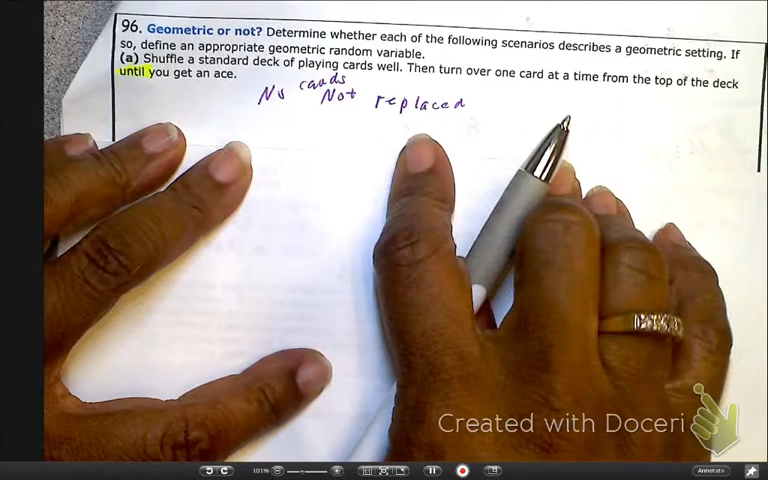 96. Geometric or not? Determine whether each of the following scenarios describes a geometric setting. If
so, define an appropriate geometric random variable.
(a) Shuffle a standard deck of playing cards well. Then turn over one card at a time from the top of the deck
until you get an ace.
No cards Not replaced
Created with Doceri
101%
Annotate